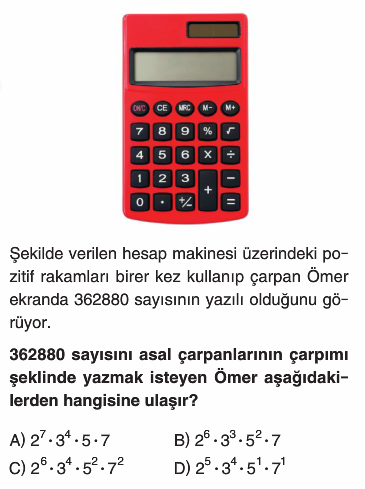 ON/C CE MRC M- M+
7 8 9 % √
4 5 6 X ÷
1 2 3 + −
0 . +/− =
Şekilde verilen hesap makinesi üzerindeki po-
zitif rakamları birer kez kullanıp çarpan Ömer
ekranda 362880 sayısının yazılı olduğunu gö-
rüyor.
362880 sayısını asal çarpanlarının çarpımı
şeklinde yazmak isteyen Ömer aşağıdaki-
lerden hangisine ulaşır?
A) 2⁷·3⁴·5·7 B) 2⁶·3³·5²·7
C) 2⁶·3⁴·5²·7² D) 2⁵·3⁴·5¹·7¹